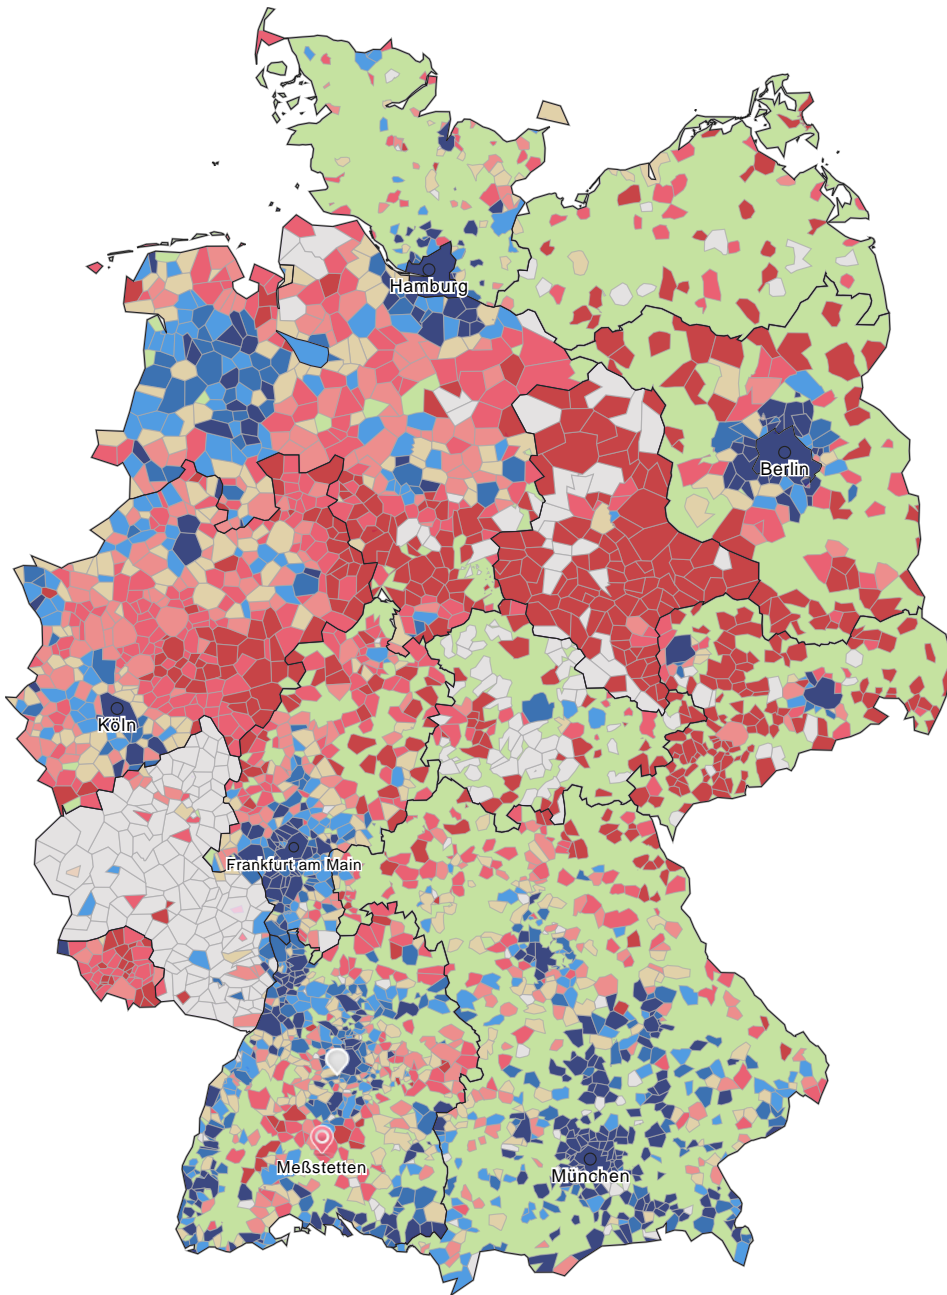 Hamburg
Berlin
Köln
Frankfurt am Main
Meßstetten
München